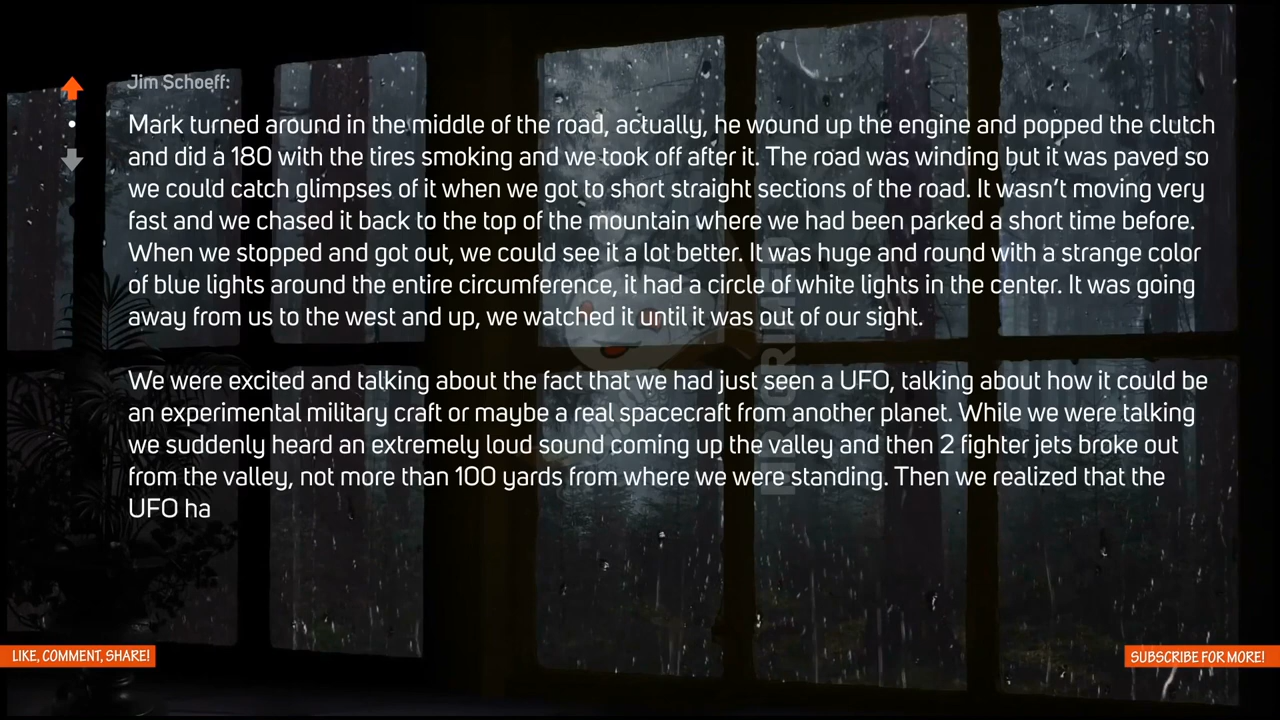 Jim Schoeff:
Mark turned around in the middle of the road, actually, he wound up the engine and popped the clutch
and did a 180 with the tires smoking and we took off after it. The road was winding but it was paved so
we could catch glimpses of it when we got to short straight sections of the road. It wasn't moving very
fast and we chased it back to the top of the mountain where we had been parked a short time before.
When we stopped and got out, we could see it a lot better. It was huge and round with a strange color
of blue lights around the entire circumference, it had a circle of white lights in the center. It was going
away from us to the west and up, we watched it until it was out of our sight.
We were excited and talking about the fact that we had just seen a UFO, talking about how it could be
an experimental military craft or maybe a real spacecraft from another planet. While we were talking
we suddenly heard an extremely loud sound coming up the valley and then 2 fighter jets broke out
from the valley, not more than 100 yards from where we were standing. Then we realized that the
UFO ha
LIKE, COMMENT, SHARE!
SUBSCRIBE FOR MORE!